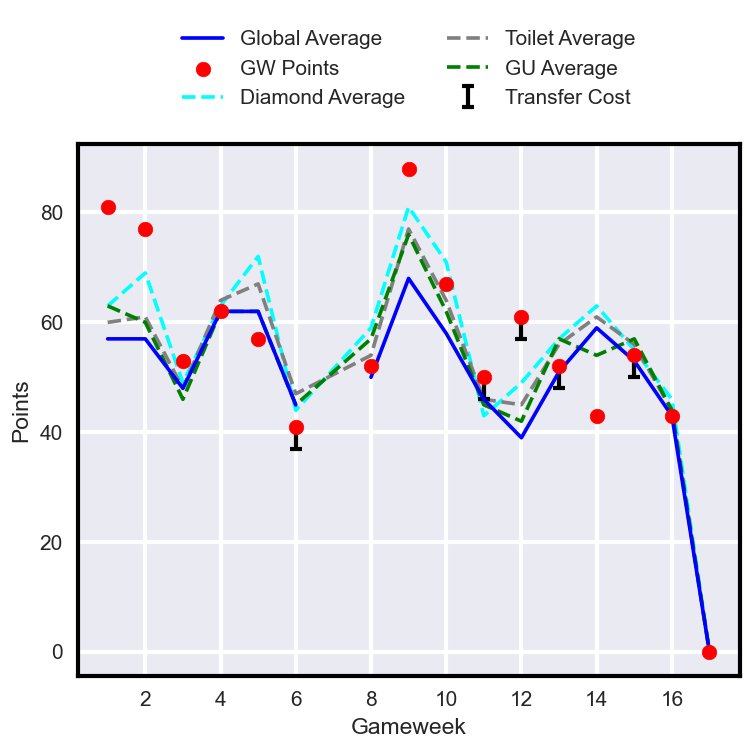 Global Average
GW Points
Diamond Average
Toilet Average
GU Average
Transfer Cost
Points
80
60
40
20
0
2 4 6 8 10 12 14 16
Gameweek